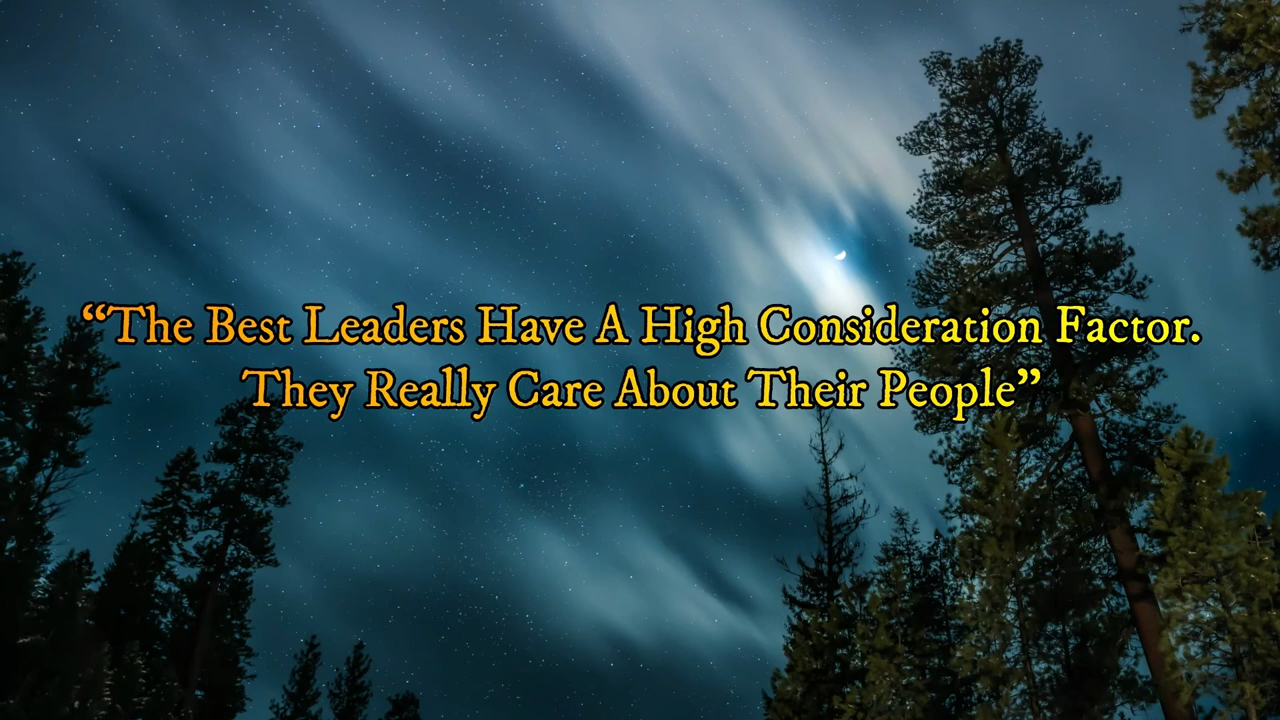 “The Best Leaders Have A High Consideration Factor.
They Really Care About Their People”